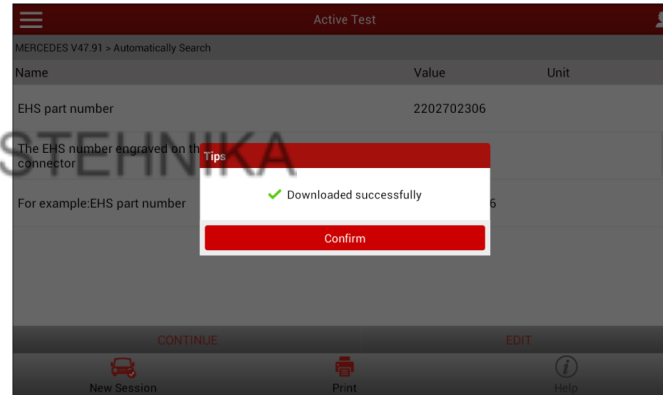 Active Test
MERCEDES V47.91 > Automatically Search
Name Value Unit
EHS part number 2202702306
STEHNIKA
The EHS number engraved on th
connector
Tips
Downloaded successfully
For example:EHS part number 6
Confirm
CONTINUE EDIT
New Session Print Help